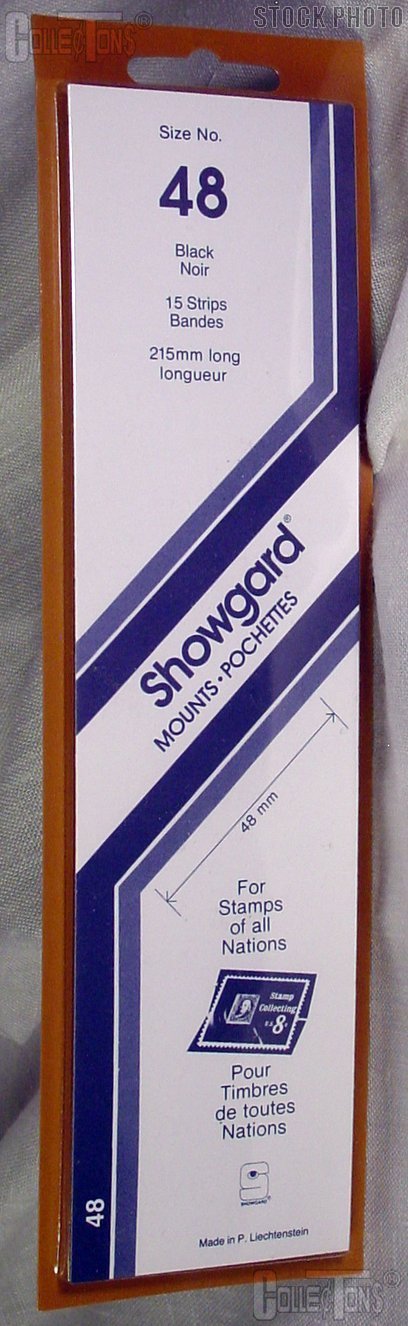 COLLECTONS®
STOCK PHOTO
Size No.
48
Black
Noir
15 Strips
Bandes
215mm long
longueur
Showgard®
MOUNTS • POCHETTES
48 mm
For
Stamps
of all
Nations
Stamp
Collecting
U.S. 8c
Pour
Timbres
de toutes
Nations
SHOWGARD®
48
Made in P. Liechtenstein
COLLECTONS®